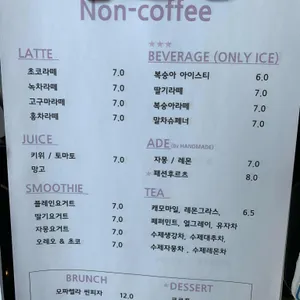 Non-coffee
LATTE
초코라떼 7,0
녹차라떼 7,0
고구마라떼 7,0
홍차라떼 7,0
JUICE
키위 / 토마토 7,0
망고
SMOOTHIE
플레인요거트 7,0
딸기요거트 7,0
자몽요거트 7,0
오레오 & 초코 7,0
★★★
BEVERAGE (ONLY ICE)
복숭아 아이스티 6,0
딸기라떼 7,0
복숭아라떼 7,0
말차슈페너 7,0
ADE (by HANDMADE)
자몽 / 레몬 7,0
★패션후르츠 8,0
TEA
캐모마일, 레몬그라스, 6,5
페퍼민트, 얼그레이, 유자차
수제생강차, 수제대추차,
수제자몽차 , 수제레몬차
BRUNCH
모짜렐라 썬피자 12,0
★DESSERT